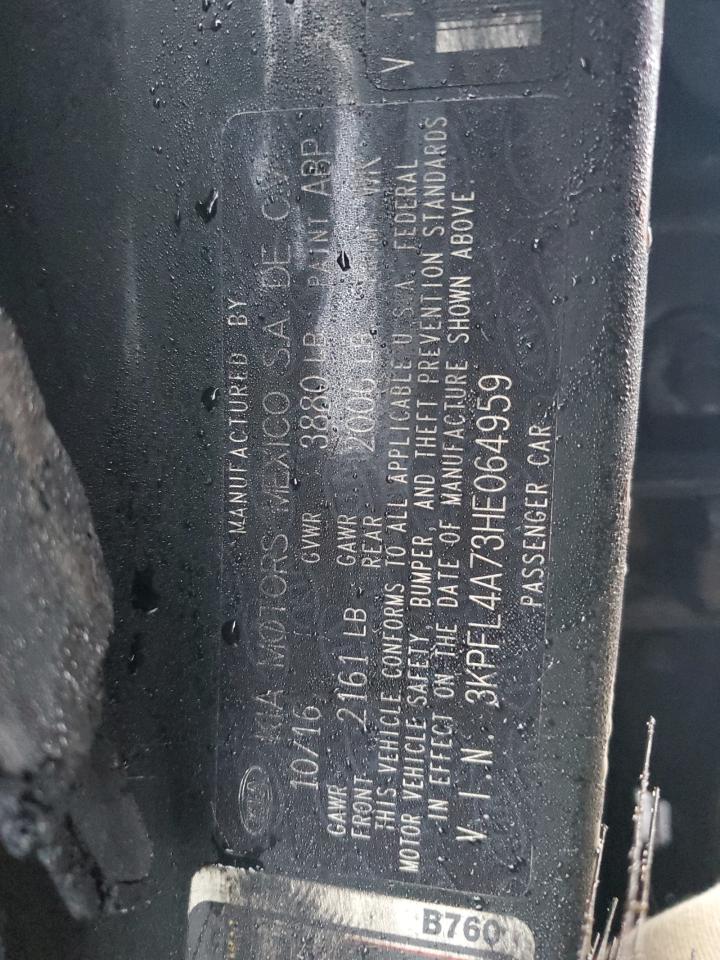 MANUFACTURED BY
KIA MOTORS MEXICO S.A DE C.V
10/16 GVWR 3880 LB PAINT ABP
GAWR FRONT 2161 LB GAWR REAR 2006 LB WK
THIS VEHICLE CONFORMS TO ALL APPLICABLE U.S.A. FEDERAL
MOTOR VEHICLE SAFETY, BUMPER, AND THEFT PREVENTION STANDARDS
IN EFFECT ON THE DATE OF MANUFACTURE SHOWN ABOVE.
V.I.N. 3KPFL4A73HE064959
PASSENGER CAR
V I
B760